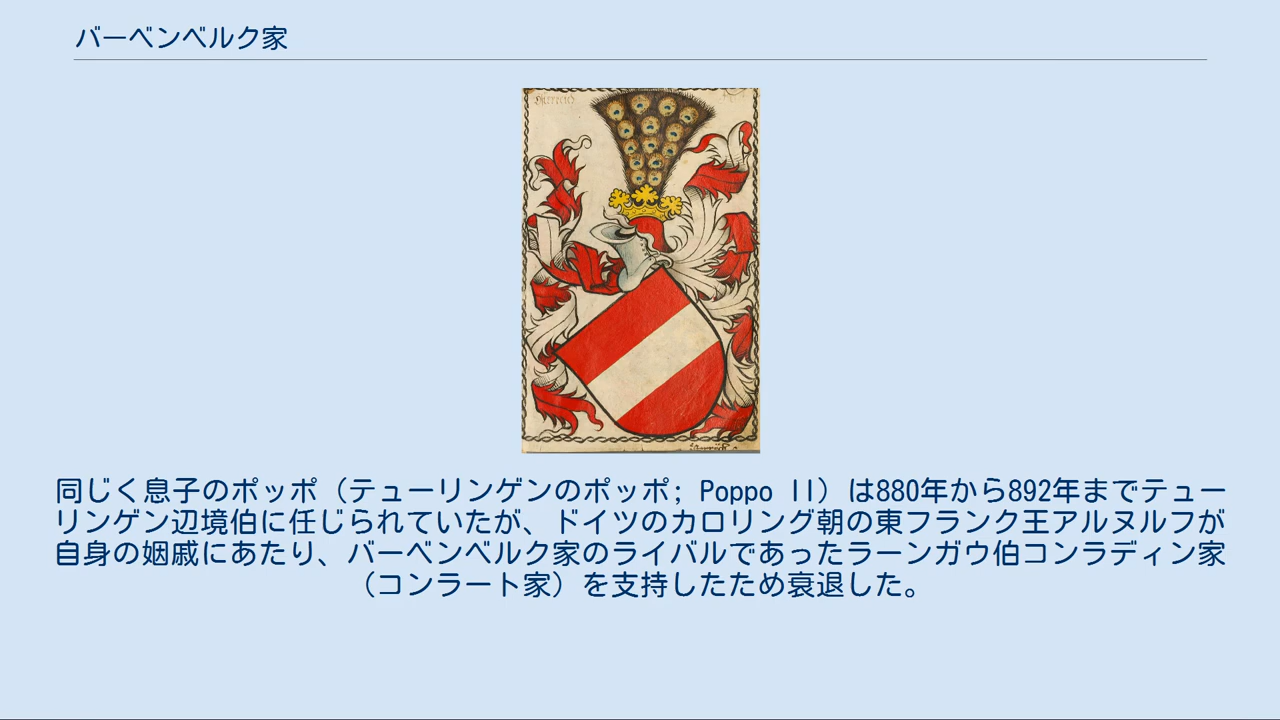 バーベンベルク家
同じく息子のポッポ（テューリンゲンのポッポ; Poppo II）は880年から892年までテュー
リンゲン辺境伯に任じられていたが、ドイツのカロリング朝の東フランク王アルヌルフが
自身の姻戚にあたり、バーベンベルク家のライバルであったラーンガウ伯コンラディン家
（コンラート家）を支持したため衰退した。